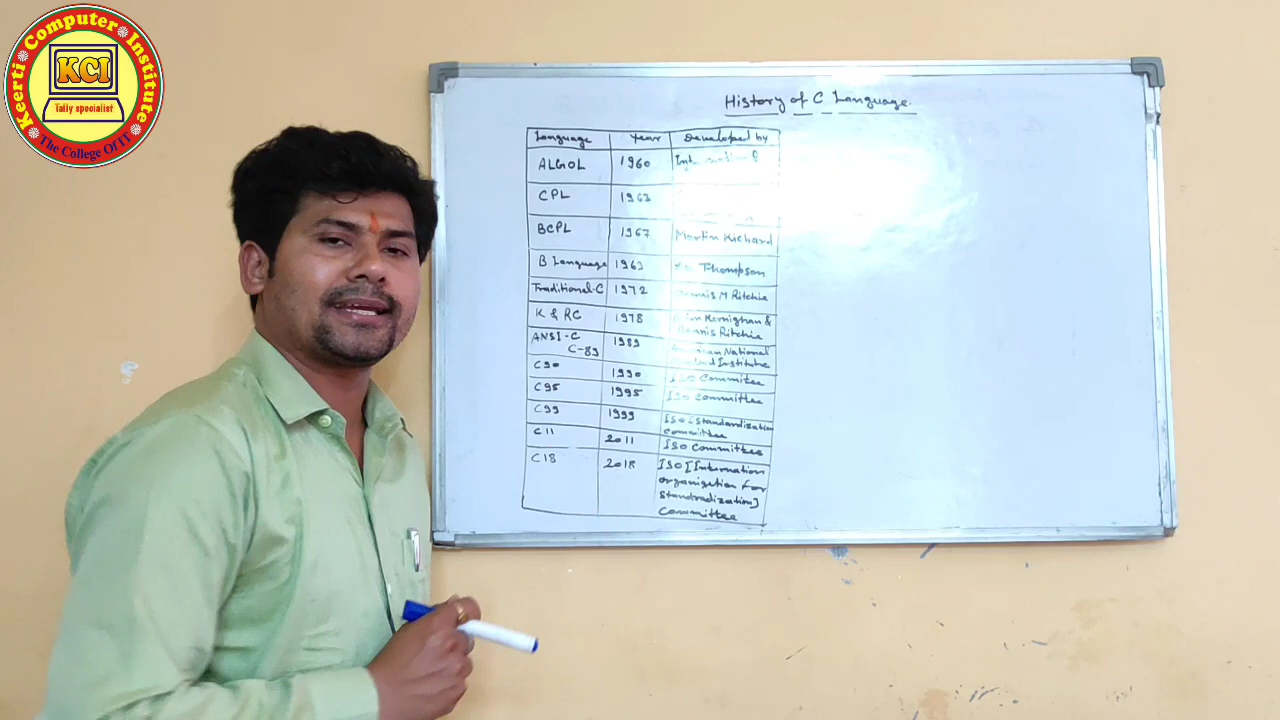 Keerti Computer Institute
KCI
Tally specialist
The College Of IT
History of C Language.
Language Year Developed by
ALGOL 1960
CPL 1963
BCPL 1967 Martin Richard
B Language 1963 Thompson
Traditional-C 1972 Dennis M Ritchie
K & RC 1978 Kernighan &
Dennis Ritchie
ANSI-C 1989 American National
C-89 Institute
C90 1990 ISO Committee
C95 1995 ISO Committee
C99 1999 ISO Standardization
Committee
C11 2011 ISO Committee
C18 2018 ISO [Internation
organization for
Standradization]
Committee